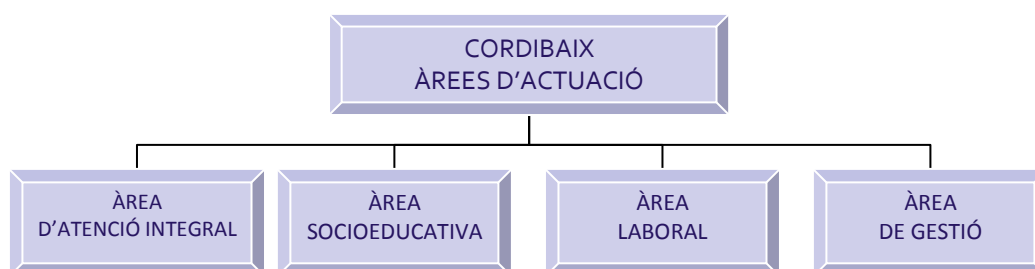 CORDIBAIX
ÀREES D’ACTUACIÓ
ÀREA
D’ATENCIÓ INTEGRAL
ÀREA
SOCIOEDUCATIVA
ÀREA
LABORAL
ÀREA
DE GESTIÓ